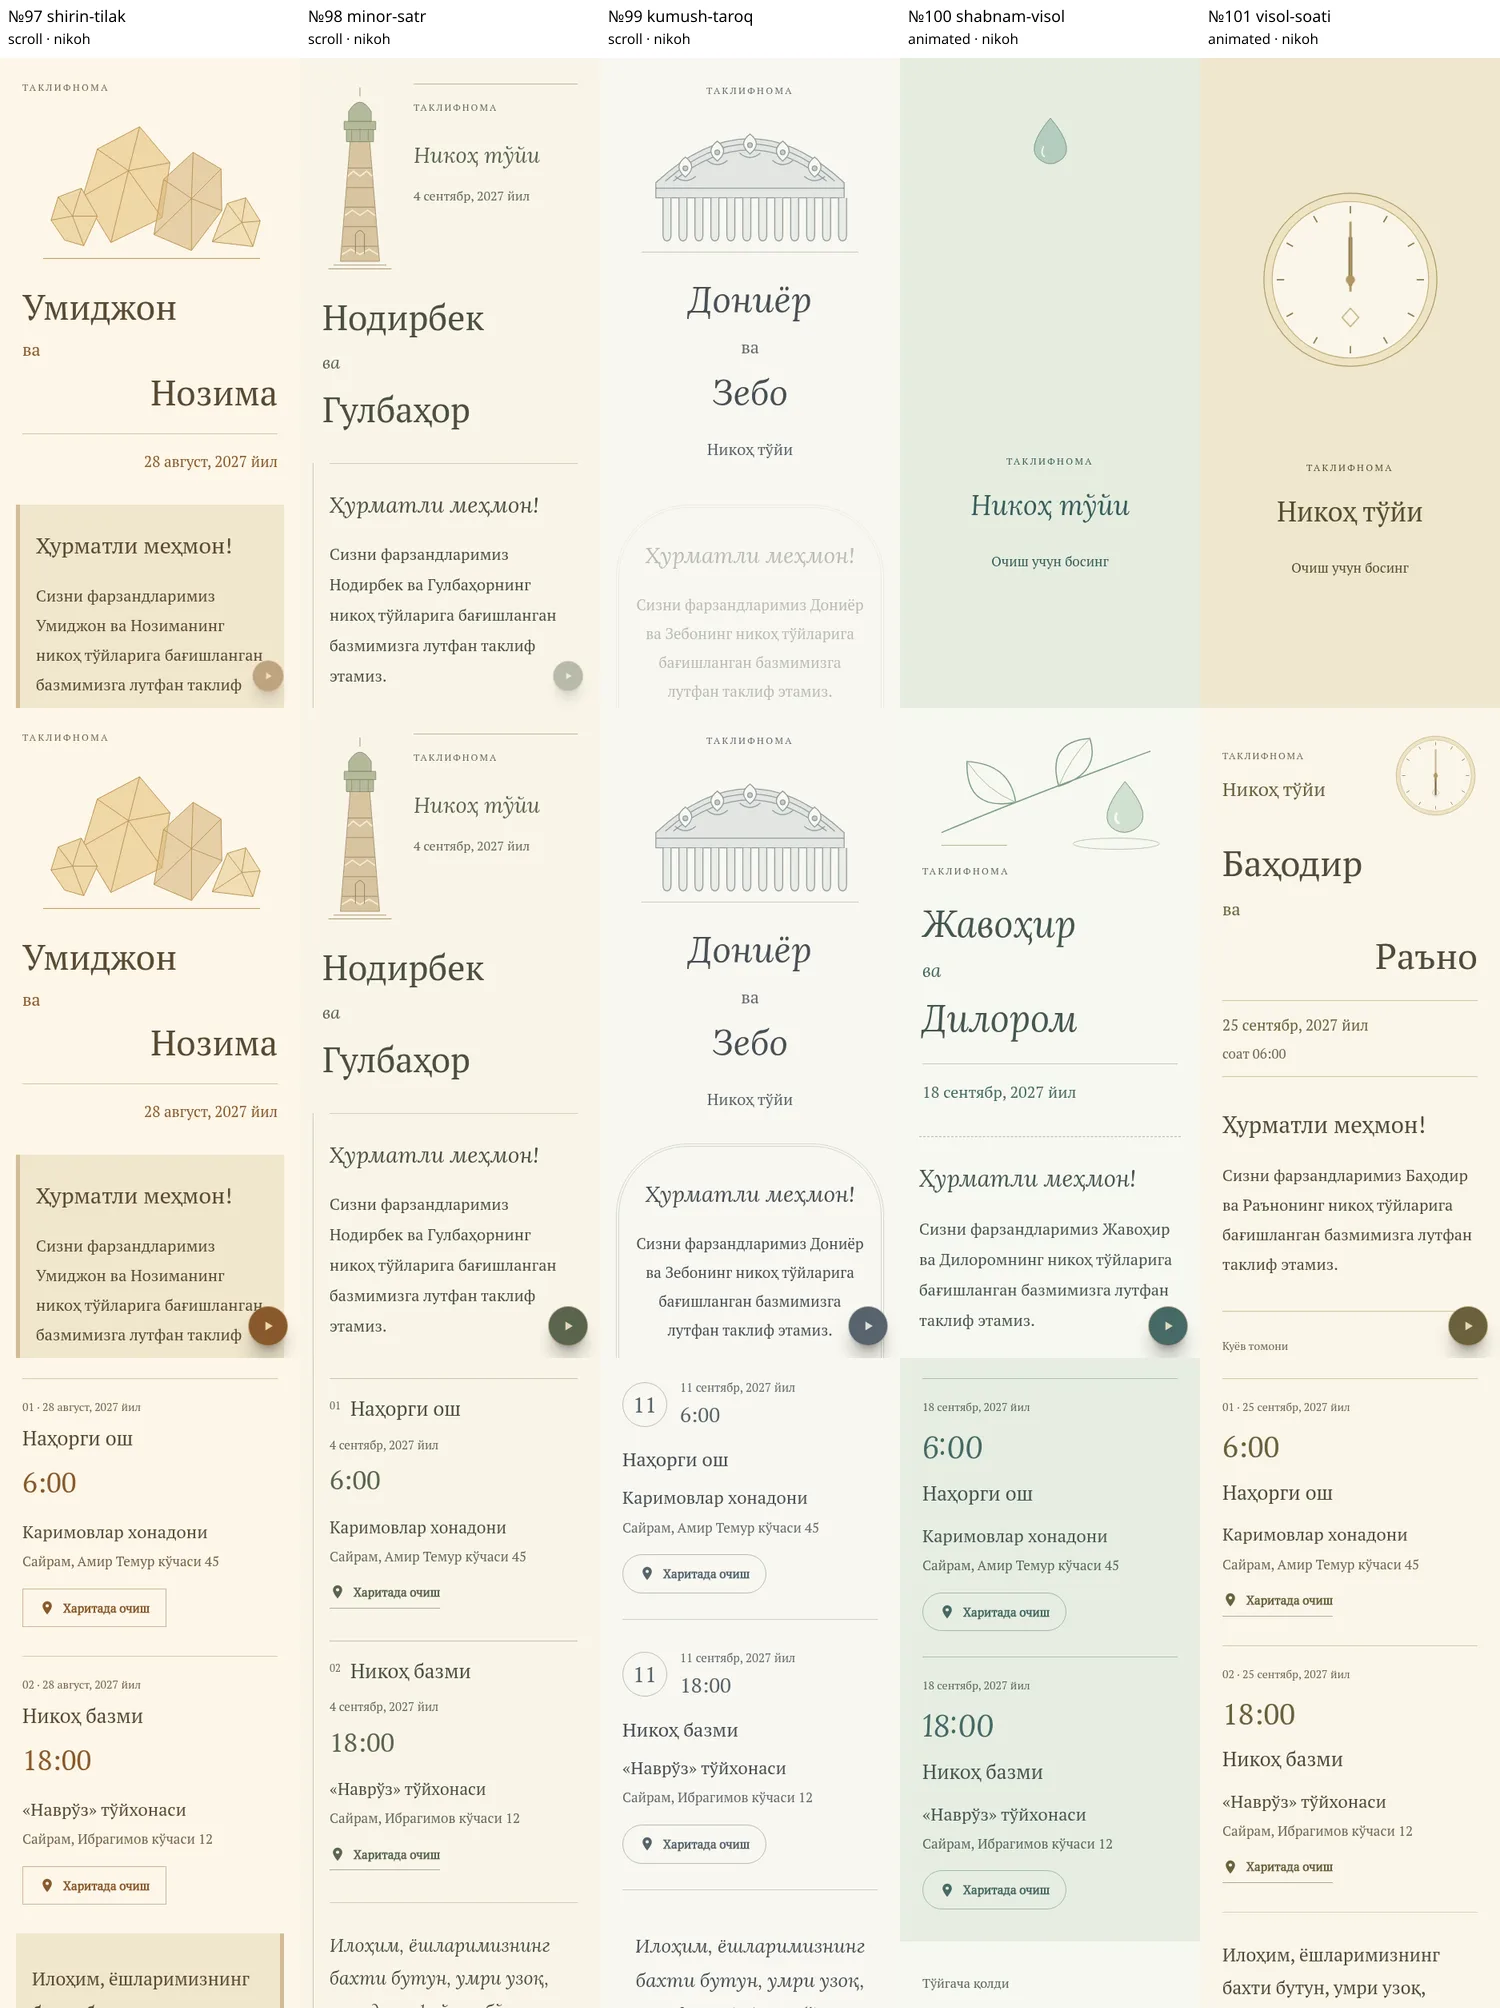 №97 shirin-tilak
scroll · nikoh
ТАКЛИФНОМА
Умиджон
ва
Нозима
28 август, 2027 йил
Ҳурматли меҳмон!
Сизни фарзандларимиз
Умиджон ва Нозиманинг
никоҳ тўйларига бағишланган
базмимизга лутфан таклиф
ТАКЛИФНОМА
Умиджон
ва
Нозима
28 август, 2027 йил
Ҳурматли меҳмон!
Сизни фарзандларимиз
Умиджон ва Нозиманинг
никоҳ тўйларига бағишланган
базмимизга лутфан таклиф
01 · 28 август, 2027 йил
Наҳорги ош
6:00
Каримовлар хонадони
Сайрам, Амир Темур кўчаси 45
Харитада очиш
02 · 28 август, 2027 йил
Никоҳ базми
18:00
«Наврўз» тўйхонаси
Сайрам, Ибрагимов кўчаси 12
Харитада очиш
Илоҳим, ёшларимизнинг
№98 minor-satr
scroll · nikoh
ТАКЛИФНОМА
Никоҳ тўйи
4 сентябр, 2027 йил
Нодирбек
ва
Гулбаҳор
Ҳурматли меҳмон!
Сизни фарзандларимиз
Нодирбек ва Гулбаҳорнинг
никоҳ тўйларига бағишланган
базмимизга лутфан таклиф
этамиз.
ТАКЛИФНОМА
Никоҳ тўйи
4 сентябр, 2027 йил
Нодирбек
ва
Гулбаҳор
Ҳурматли меҳмон!
Сизни фарзандларимиз
Нодирбек ва Гулбаҳорнинг
никоҳ тўйларига бағишланган
базмимизга лутфан таклиф
этамиз.
01 Наҳорги ош
4 сентябр, 2027 йил
6:00
Каримовлар хонадони
Сайрам, Амир Темур кўчаси 45
Харитада очиш
02 Никоҳ базми
4 сентябр, 2027 йил
18:00
«Наврўз» тўйхонаси
Сайрам, Ибрагимов кўчаси 12
Харитада очиш
Илоҳим, ёшларимизнинг
бахти бутун, умри узоқ,
№99 kumush-taroq
scroll · nikoh
ТАКЛИФНОМА
Дониёр
ва
Зебо
Никоҳ тўйи
Ҳурматли меҳмон!
Сизни фарзандларимиз Дониёр
ва Зебонинг никоҳ тўйларига
бағишланган базмимизга
лутфан таклиф этамиз.
ТАКЛИФНОМА
Дониёр
ва
Зебо
Никоҳ тўйи
Ҳурматли меҳмон!
Сизни фарзандларимиз Дониёр
ва Зебонинг никоҳ тўйларига
бағишланган базмимизга
лутфан таклиф этамиз.
11
11 сентябр, 2027 йил
6:00
Наҳорги ош
Каримовлар хонадони
Сайрам, Амир Темур кўчаси 45
Харитада очиш
11
11 сентябр, 2027 йил
18:00
Никоҳ базми
«Наврўз» тўйхонаси
Сайрам, Ибрагимов кўчаси 12
Харитада очиш
Илоҳим, ёшларимизнинг
бахти бутун, умри узоқ,
№100 shabnam-visol
animated · nikoh
ТАКЛИФНОМА
Никоҳ тўйи
Очиш учун босинг
ТАКЛИФНОМА
Жавоҳир
ва
Дилором
18 сентябр, 2027 йил
Ҳурматли меҳмон!
Сизни фарзандларимиз Жавоҳир
ва Дилоромнинг никоҳ тўйларига
бағишланган базмимизга лутфан
таклиф этамиз.
18 сентябр, 2027 йил
6:00
Наҳорги ош
Каримовлар хонадони
Сайрам, Амир Темур кўчаси 45
Харитада очиш
18 сентябр, 2027 йил
18:00
Никоҳ базми
«Наврўз» тўйхонаси
Сайрам, Ибрагимов кўчаси 12
Харитада очиш
Тўйгача қолди
№101 visol-soati
animated · nikoh
ТАКЛИФНОМА
Никоҳ тўйи
Очиш учун босинг
ТАКЛИФНОМА
Никоҳ тўйи
Баҳодир
ва
Раъно
25 сентябр, 2027 йил
соат 06:00
Ҳурматли меҳмон!
Сизни фарзандларимиз Баҳодир
ва Раънонинг никоҳ тўйларига
бағишланган базмимизга лутфан
таклиф этамиз.
Куёв томони
01 · 25 сентябр, 2027 йил
6:00
Наҳорги ош
Каримовлар хонадони
Сайрам, Амир Темур кўчаси 45
Харитада очиш
02 · 25 сентябр, 2027 йил
18:00
Никоҳ базми
«Наврўз» тўйхонаси
Сайрам, Ибрагимов кўчаси 12
Харитада очиш
Илоҳим, ёшларимизнинг
бахти бутун, умри узоқ,